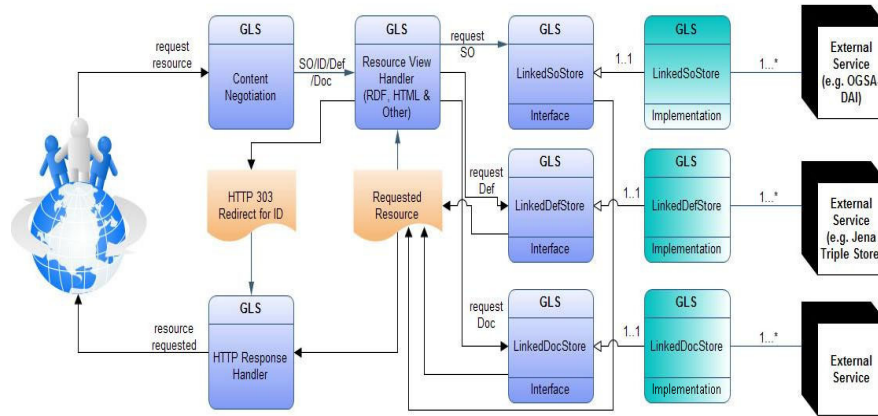 GLS
Content
Negotiation
request
resource
SO/ID/Def
/Doc
GLS
Resource View
Handler
(RDF, HTML &
Other)
request
SO
GLS
LinkedSoStore
Interface
1..1
GLS
LinkedSoStore
Implementation
1...*
External
Service
(e.g. OGSA-
DAI)
HTTP 303
Redirect for ID
Requested
Resource
request
Def
GLS
LinkedDefStore
Interface
1..1
GLS
LinkedDefStore
Implementation
1...*
External
Service
(e.g. Jena
Triple Store)
resource
requested
GLS
HTTP Response
Handler
request
Doc
GLS
LinkedDocStore
Interface
1..1
GLS
LinkedDocStore
Implementation
1...*
External
Service